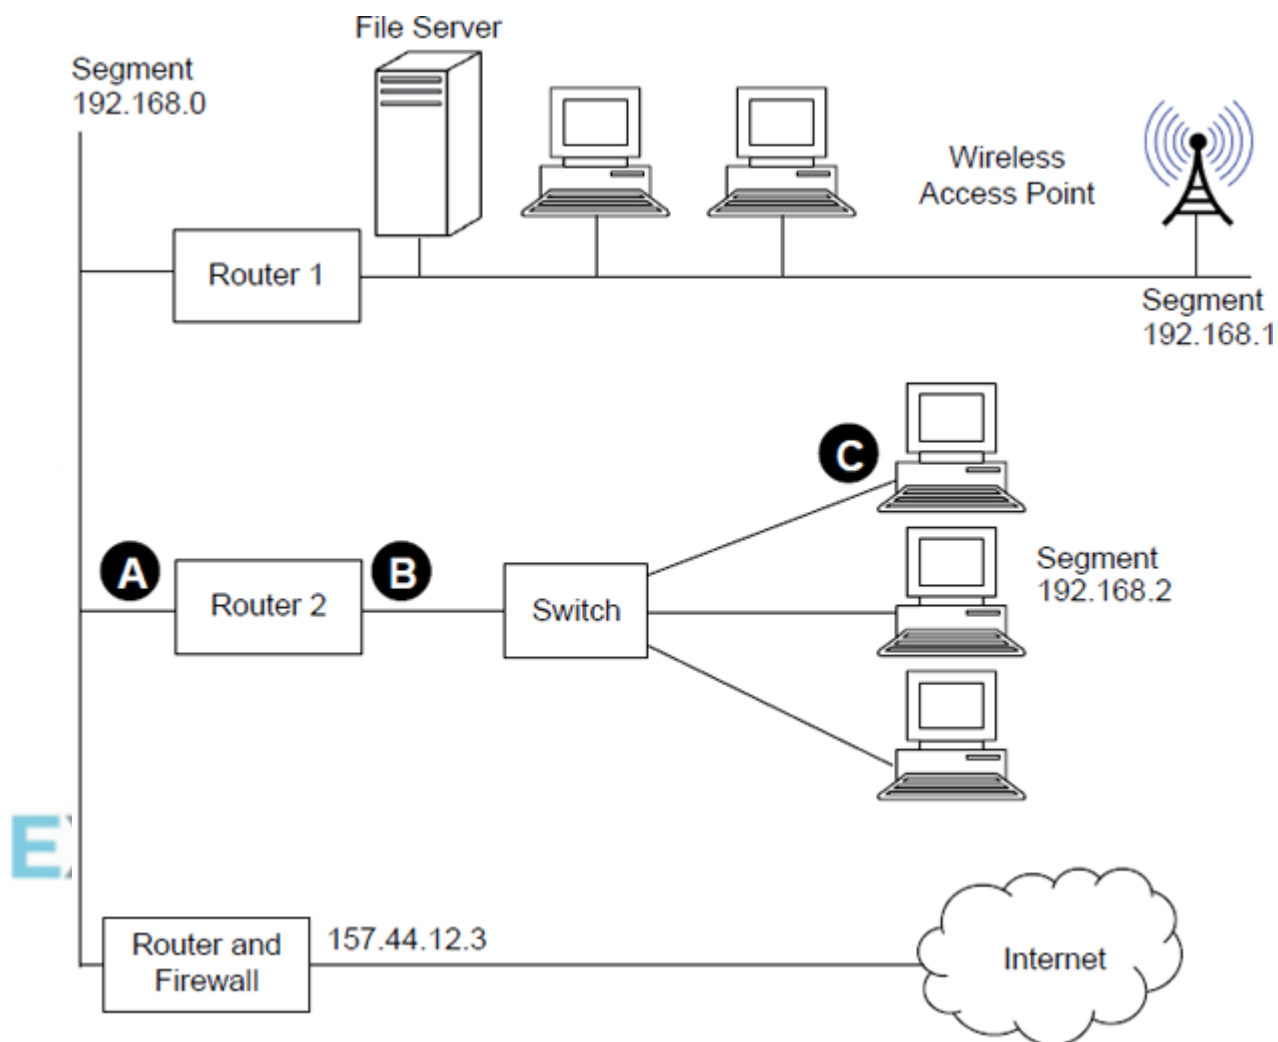 File Server
Segment
192.168.0
Wireless
Access Point
Router 1
Segment
192.168.1
C
A
Router 2
B
Switch
Segment
192.168.2
E
Router and
Firewall
157.44.12.3
Internet